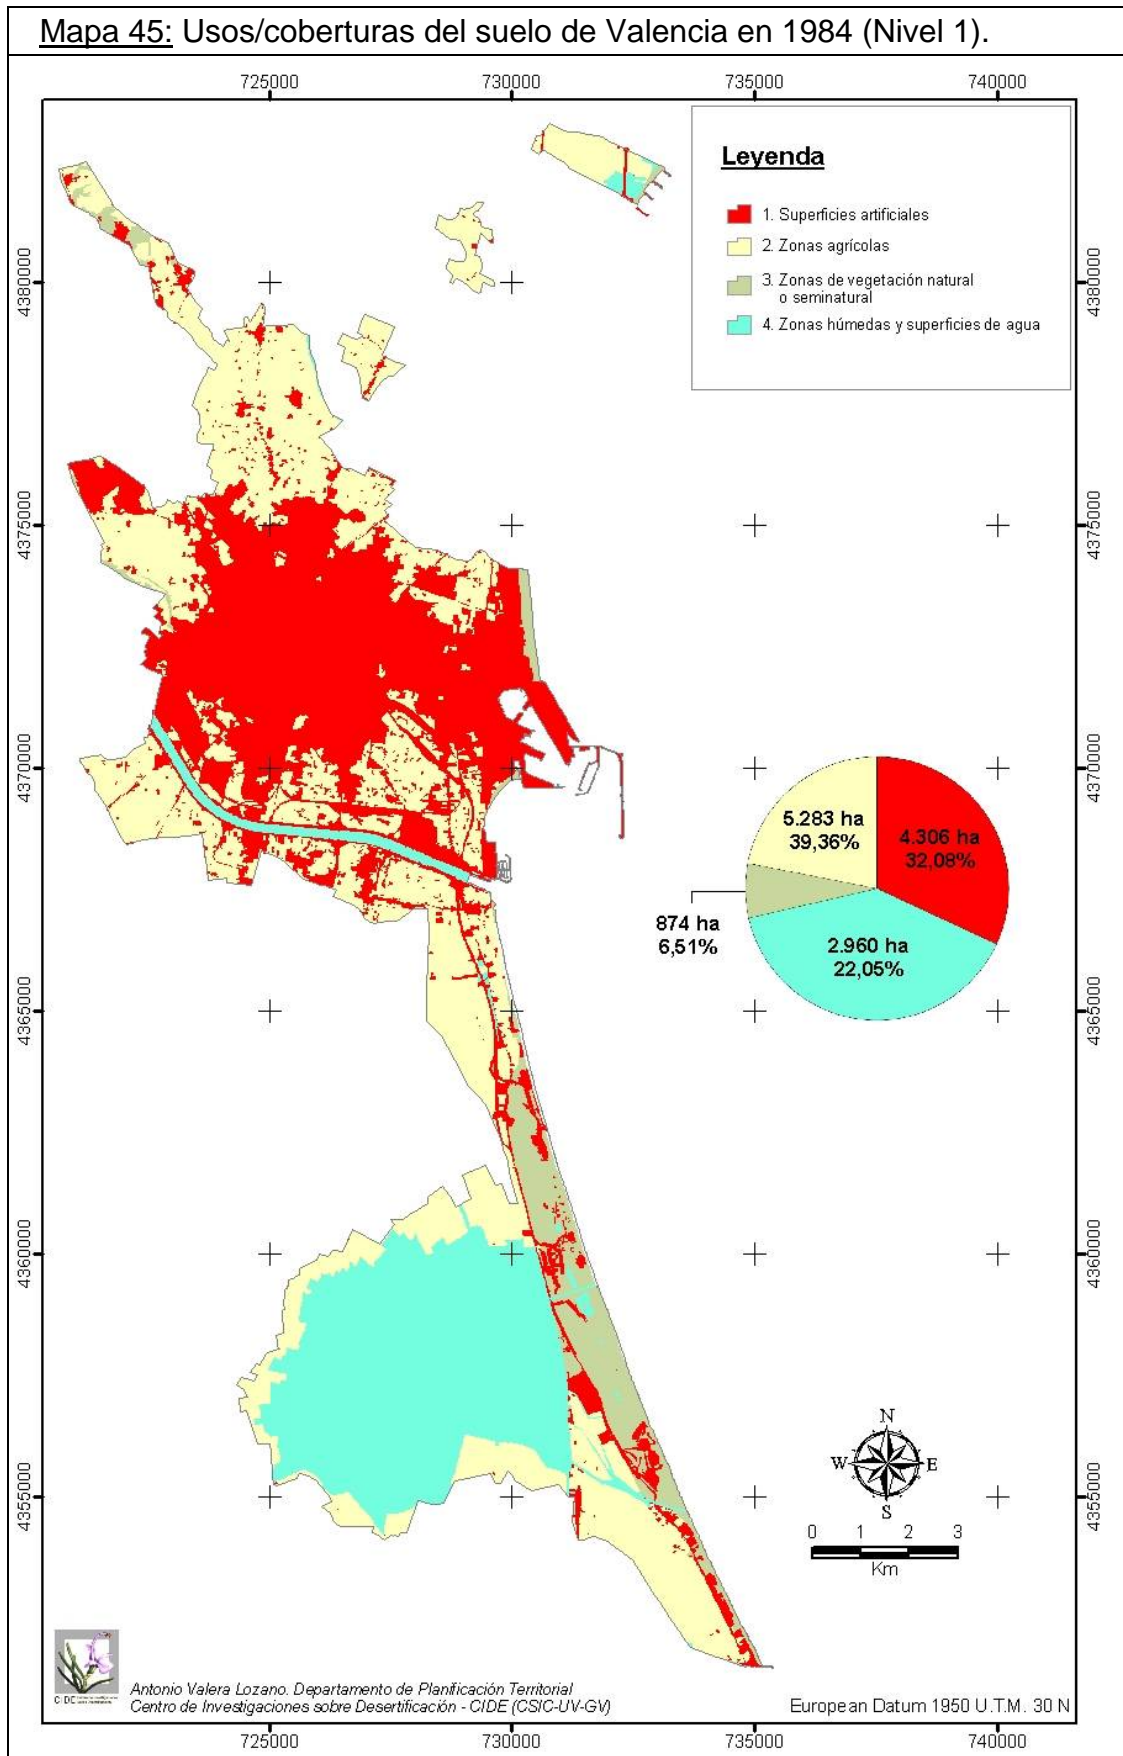 Mapa 45: Usos/coberturas del suelo de Valencia en 1984 (Nivel 1).
725000 730000 735000 740000
Leyenda
1. Superficies artificiales
2. Zonas agrícolas
3. Zonas de vegetación natural
o seminatural
4. Zonas húmedas y superficies de agua
4380000 4380000
4375000 4375000
4370000 4370000
5.283 ha
39,36%
4.306 ha
32,08%
874 ha
6,51%
2.960 ha
22,05%
4365000 4365000
4360000 4360000
N
W E
S
4355000 4355000
0 1 2 3
Km
CIDE
Antonio Valera Lozano. Departamento de Planificación Territorial
Centro de Investigaciones sobre Desertificación - CIDE (CSIC-UV-GV)
European Datum 1950 U.T.M. 30 N
725000 730000 735000 740000